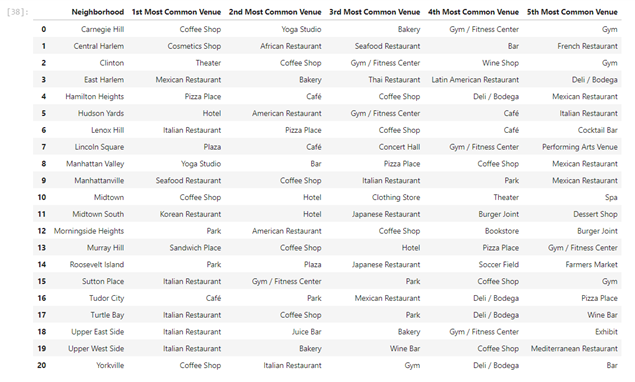 [38]:
Neighborhood 1st Most Common Venue 2nd Most Common Venue 3rd Most Common Venue 4th Most Common Venue 5th Most Common Venue
0 Carnegie Hill Coffee Shop Yoga Studio Bakery Gym / Fitness Center Gym
1 Central Harlem Cosmetics Shop African Restaurant Seafood Restaurant Bar French Restaurant
2 Clinton Theater Coffee Shop Gym / Fitness Center Wine Shop Gym
3 East Harlem Mexican Restaurant Bakery Thai Restaurant Latin American Restaurant Deli / Bodega
4 Hamilton Heights Pizza Place Café Coffee Shop Deli / Bodega Mexican Restaurant
5 Hudson Yards Hotel American Restaurant Gym / Fitness Center Café Italian Restaurant
6 Lenox Hill Italian Restaurant Pizza Place Coffee Shop Café Cocktail Bar
7 Lincoln Square Plaza Café Concert Hall Gym / Fitness Center Performing Arts Venue
8 Manhattan Valley Yoga Studio Bar Pizza Place Coffee Shop Mexican Restaurant
9 Manhattanville Seafood Restaurant Coffee Shop Italian Restaurant Park Mexican Restaurant
10 Midtown Coffee Shop Hotel Clothing Store Theater Spa
11 Midtown South Korean Restaurant Hotel Japanese Restaurant Burger Joint Dessert Shop
12 Morningside Heights Park American Restaurant Coffee Shop Bookstore Burger Joint
13 Murray Hill Sandwich Place Coffee Shop Hotel Pizza Place Gym / Fitness Center
14 Roosevelt Island Park Plaza Japanese Restaurant Soccer Field Farmers Market
15 Sutton Place Italian Restaurant Gym / Fitness Center Park Coffee Shop Gym
16 Tudor City Café Park Mexican Restaurant Deli / Bodega Pizza Place
17 Turtle Bay Italian Restaurant Coffee Shop Park Deli / Bodega Wine Bar
18 Upper East Side Italian Restaurant Juice Bar Bakery Gym / Fitness Center Exhibit
19 Upper West Side Italian Restaurant Bakery Wine Bar Coffee Shop Mediterranean Restaurant
20 Yorkville Coffee Shop Italian Restaurant Gym Deli / Bodega Bar